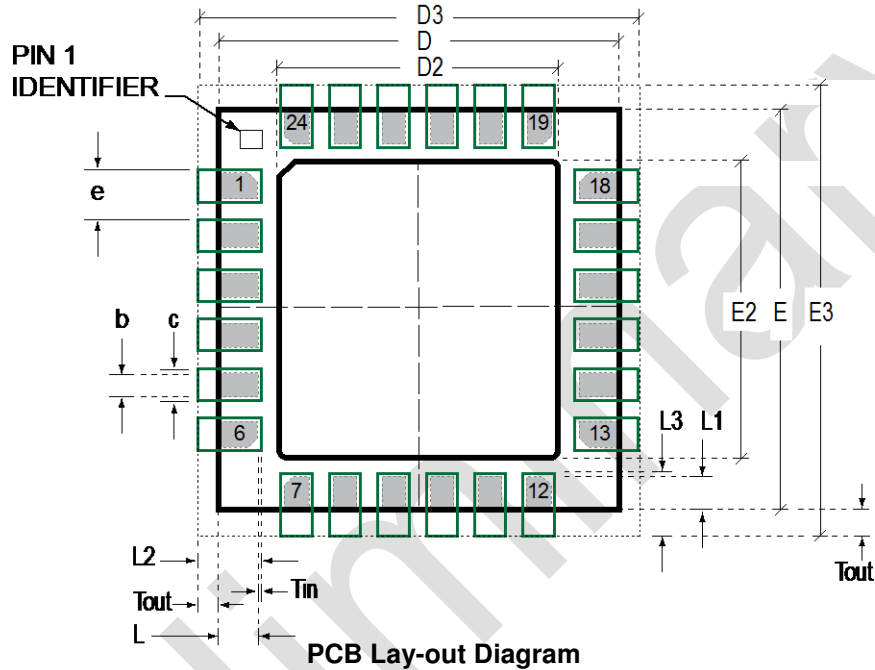 D3
D
D2
PIN 1
IDENTIFIER
24
19
1
18
e
E2
E
E3
b
c
6
13
L3
L1
7
12
L2
Tin
Tout
Tout
L
PCB Lay-out Diagram